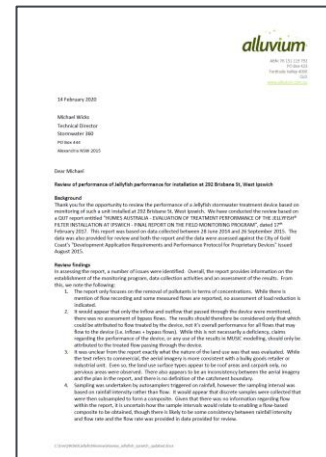 alluvium
14 February 2020
Michael Wicks
Technical Director
Stormwater 360
PO Box
Alexandria NSW 2015
Dear Michael
Review of performance of Jellyfish performance for installation at 292 Brisbane St, West Ipswich
Background
Thank you for the opportunity to review the performance of a Jellyfish stormwater treatment device based on
monitoring of such a unit installed at 292 Brisbane St, West Ipswich. We have conducted the review based on
a QUT report entitled "HUMES AUSTRALIA - EVALUATION OF TREATMENT PERFORMANCE OF THE JELLYFISH®
FILTER INSTALLATION AT IPSWICH - FINAL REPORT ON THE FIELD MONITORING PROGRAM", dated 17th
February 2017. This report was based on data collected between 28 June 2014 and 26 September 2015. The
data was also provided for review and both the report and the data were assessed against the City of Gold
Coast's "Development Application Requirements and Performance Protocol for Proprietary Devices" issued
August 2015.
Review findings
In assessing the report, a number of issues were identified. Overall, the report provides information on the
establishment of the monitoring program, data collection activities and an assessment of the results. From
this, we note the following:
1. The report only focuses on the removal of pollutants in terms of concentrations. While there is
mention of flow recording and some measured flows are reported, no assessment of load reduction is
indicated.
2. It would appear that only the inflow and outflow that passed through the device were monitored,
there was no assessment of bypass flows. The results should therefore be considered only that which
could be attributed to flow treated by the device, not it's overall performance for all flows that may
flow to the device (i.e. inflows + bypass flows). While this is not necessarily a deficiency, claims
regarding the performance of the device, or any use of the results in MUSIC modelling, should only be
attributed to the treated flow passing through the device.
3. It was unclear from the report exactly what the nature of the land use was that was evaluated. While
the text refers to commercial, the aerial imagery is more consistent with a bulky goods retailer or
industrial unit. Even so, the land use surface types appear to be roof areas and carpark only, no
pervious areas were observed. There also appears to be an inconsistency between the aerial imagery
and the plan in the report, and there is no definition of the catchment boundary.
4. Sampling was undertaken by autosamplers triggered on rainfall, however the sampling interval was
based on rainfall intensity rather than flow. It would appear that discrete samples were collected that
were then subsampled to form a composite. Given that there was no information regarding flow
within the report, it is uncertain how the sample intervals would relate to enabling a flow-based
composite to be obtained, though there is likely to be some consistency between rainfall intensity
and flow rate and the flow rate was provided in data provided for review.